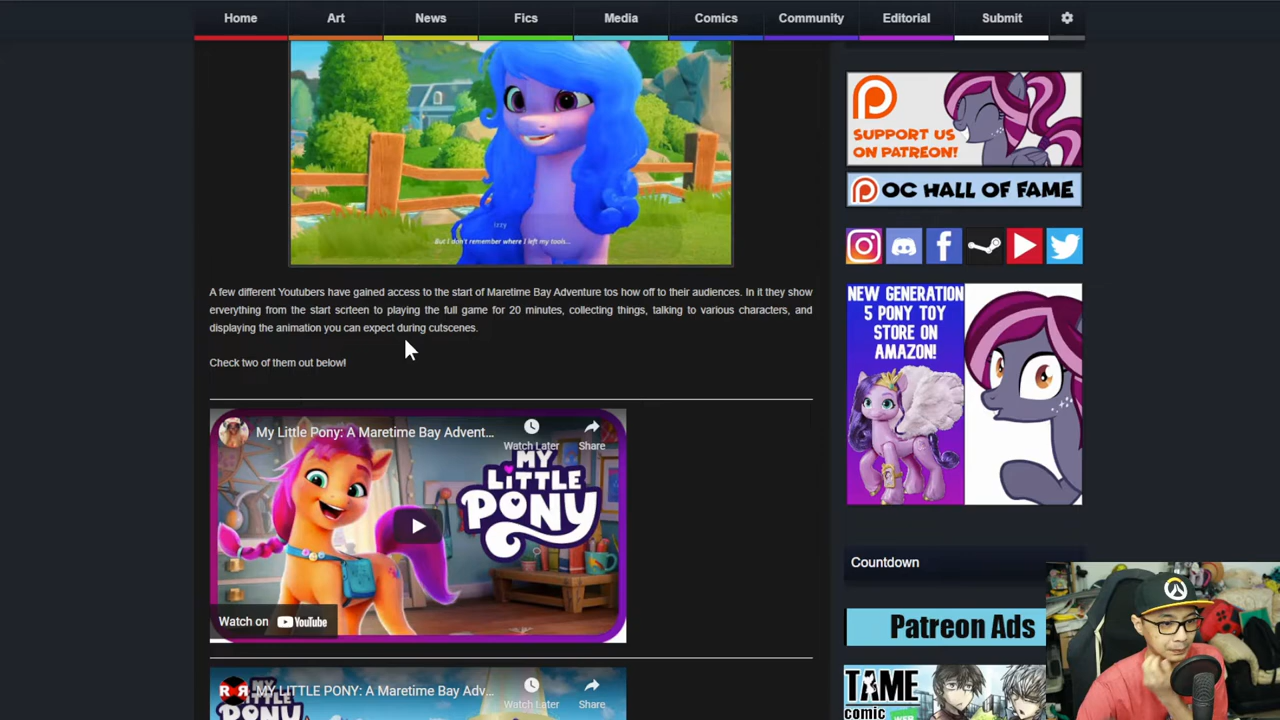 Home Art News Fics Media Comics Community Editorial Submit
Izzy
But I don't remember where I left my tools...
A few different Youtubers have gained access to the start of Maretime Bay Adventure tos how off to their audiences. In it they show
erverything from the start scrteen to playing the full game for 20 minutes, collecting things, talking to various characters, and
displaying the animation you can expect during cutscenes.
Check two of them out below!
My Little Pony: A Maretime Bay Advent...
Watch Later
Share
MY
LITTLE
PONY
Watch on YouTube
MY LITTLE PONY: A Maretime Bay Adv...
Watch Later
Share
SUPPORT US
ON PATREON!
OC HALL OF FAME
NEW GENERATION
5 PONY TOY
STORE ON
AMAZON!
Countdown
Patreon Ads
TAME
comic
WEB